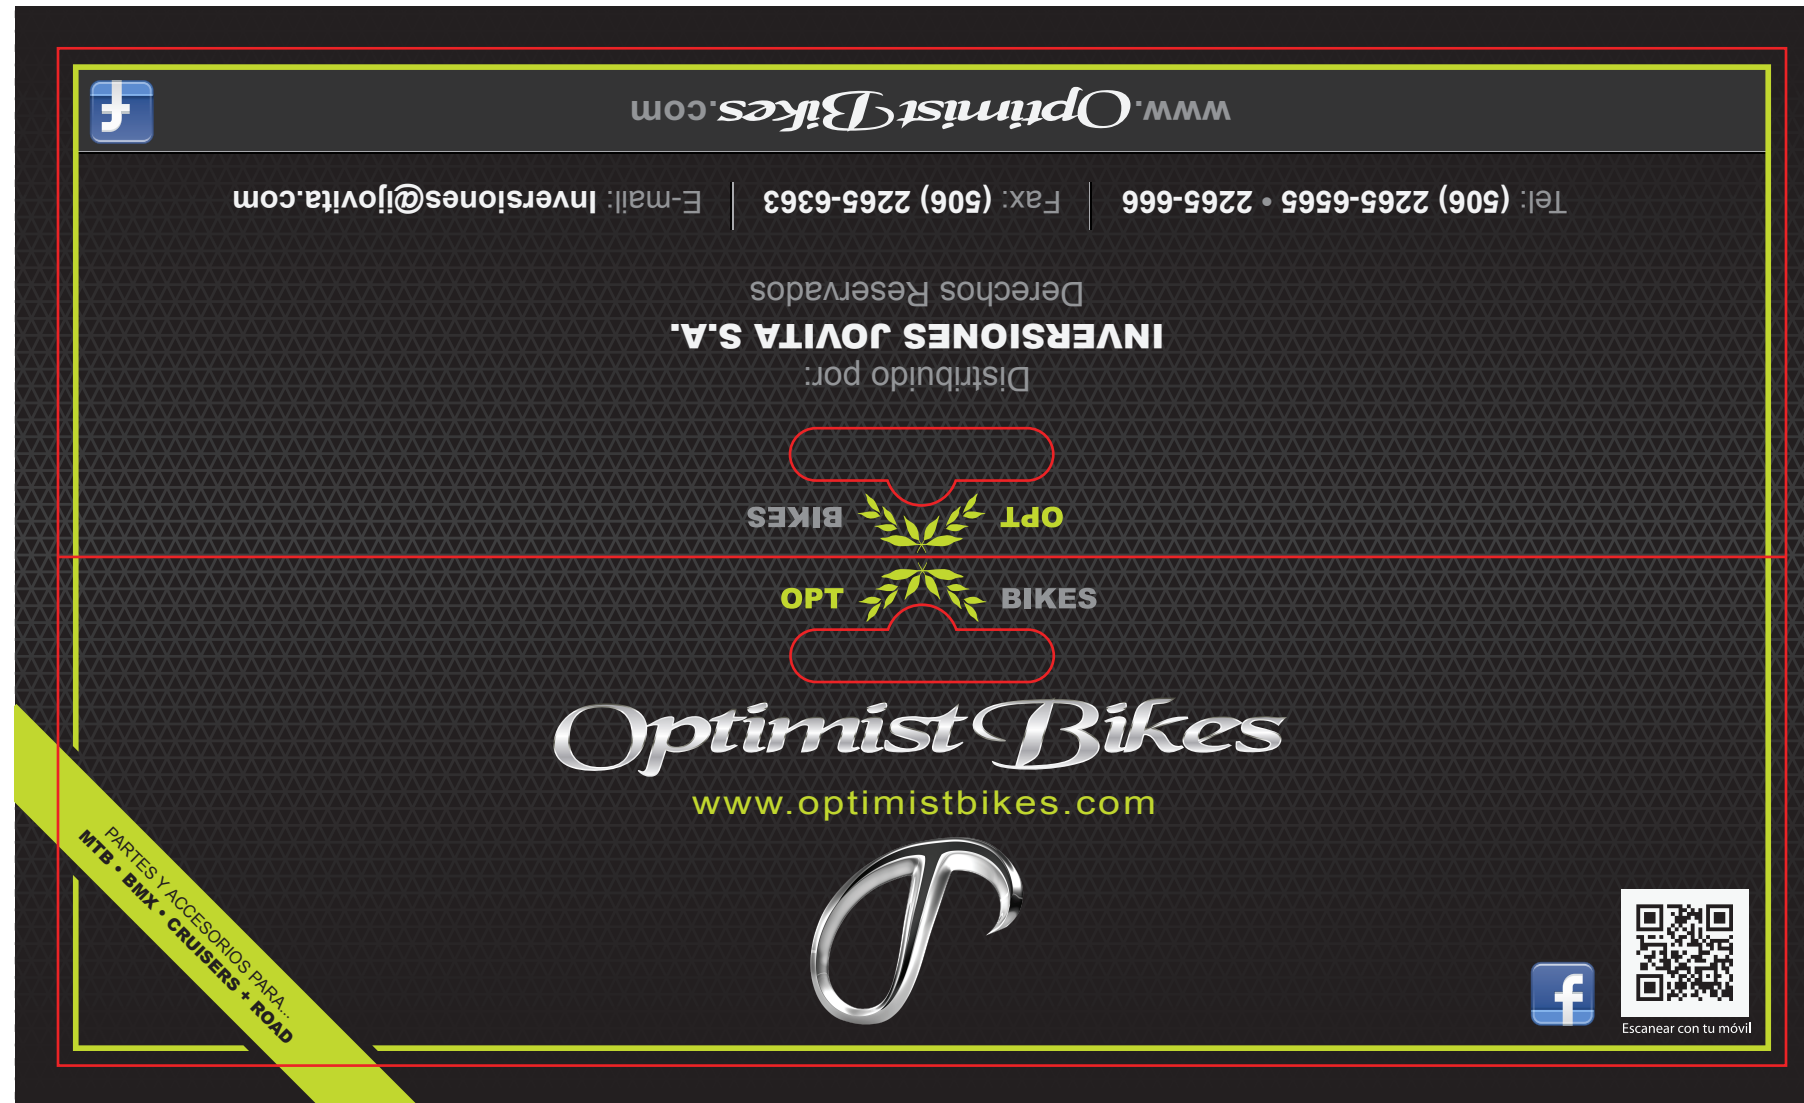 www.OptimistBikes.com
Tel: (506) 2265-6565 • 2265-666 | Fax: (506) 2265-6363 | E-mail: Inversiones@ijovita.com
Derechos Reservados
INVERSIONES JOVITA S.A.
Distribuido por:
OPT BIKES
OPT BIKES
Optimist Bikes
www.optimistbikes.com
PARTES Y ACCESORIOS PARA...
MTB • BMX • CRUISERS + ROAD
f
f
Escanear con tu móvil